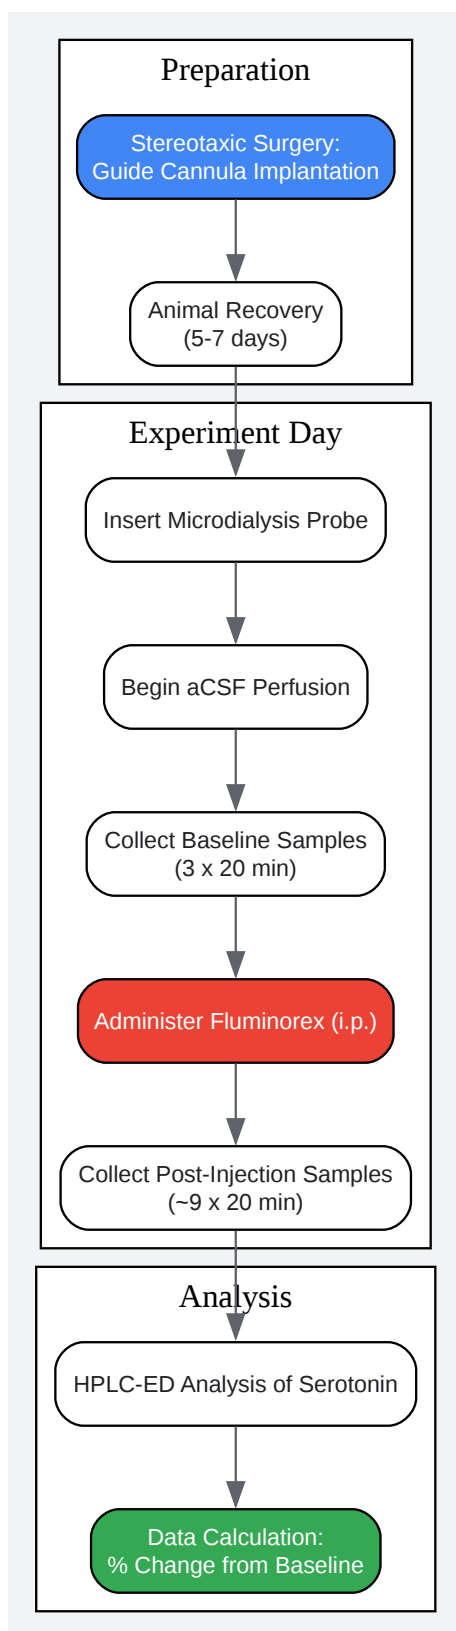 Preparation
Stereotaxic Surgery:
Guide Cannula Implantation
Animal Recovery
(5-7 days)
Experiment Day
Insert Microdialysis Probe
Begin aCSF Perfusion
Collect Baseline Samples
(3 x 20 min)
Administer Fluminorex (i.p.)
Collect Post-Injection Samples
(~9 x 20 min)
Analysis
HPLC-ED Analysis of Serotonin
Data Calculation:
% Change from Baseline